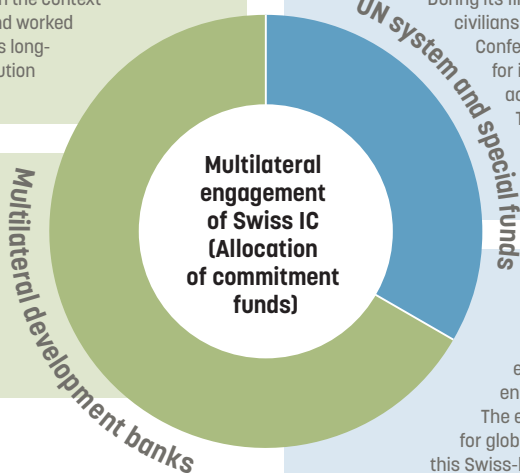 the context
nd worked
s long-
ution
During its
civilians
Confe
for i
ac
UN system and special funds
Multilateral
engagement
of Swiss IC
(Allocation
of commitment
funds)
Multilateral development banks
e
en
The e
for glob
this Swiss-